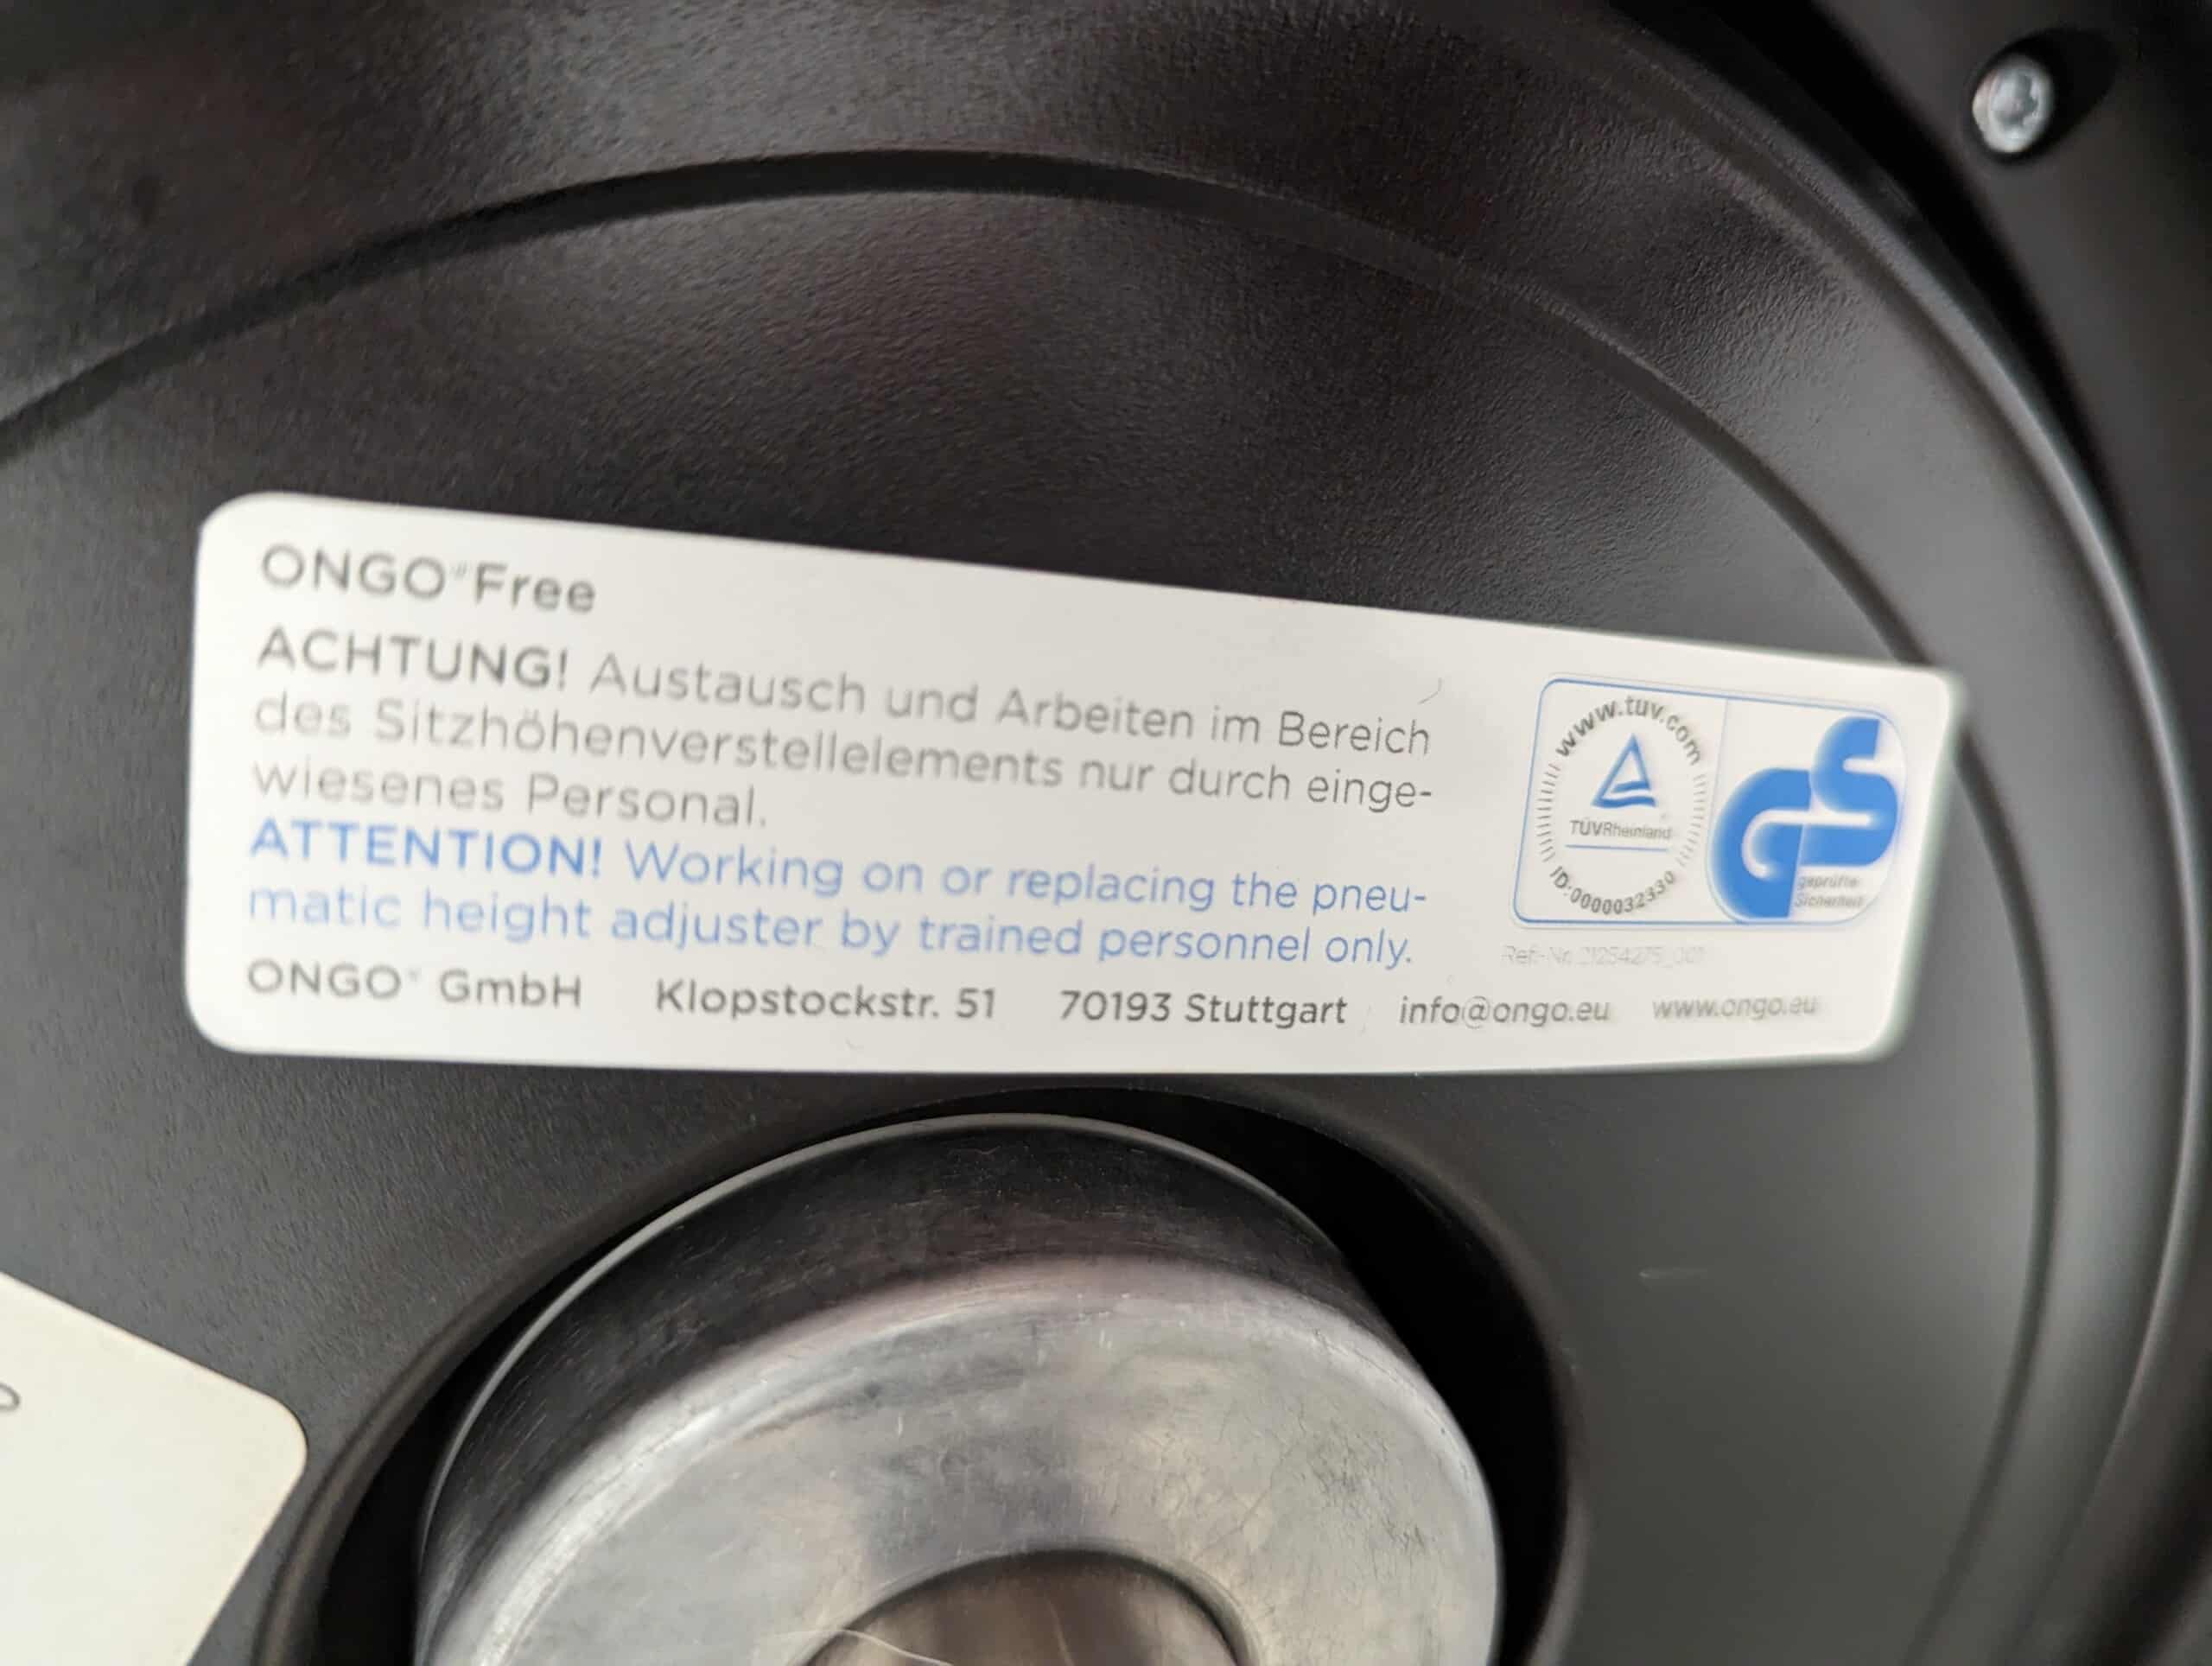 ONGO® Free
ACHTUNG! Austausch und Arbeiten im Bereich
des Sitzhöhenverstellelements nur durch einge-
wiesenes Personal.
ATTENTION! Working on or replacing the pneu-
matic height adjuster by trained personnel only.
ONGO® GmbH Klopstockstr. 51 70193 Stuttgart info@ongo.eu www.ongo.eu
www.tuv.com
TÜVRheinland®
ID:0000032330
GS
geprüfte
Sicherheit
Ref.-Nr.